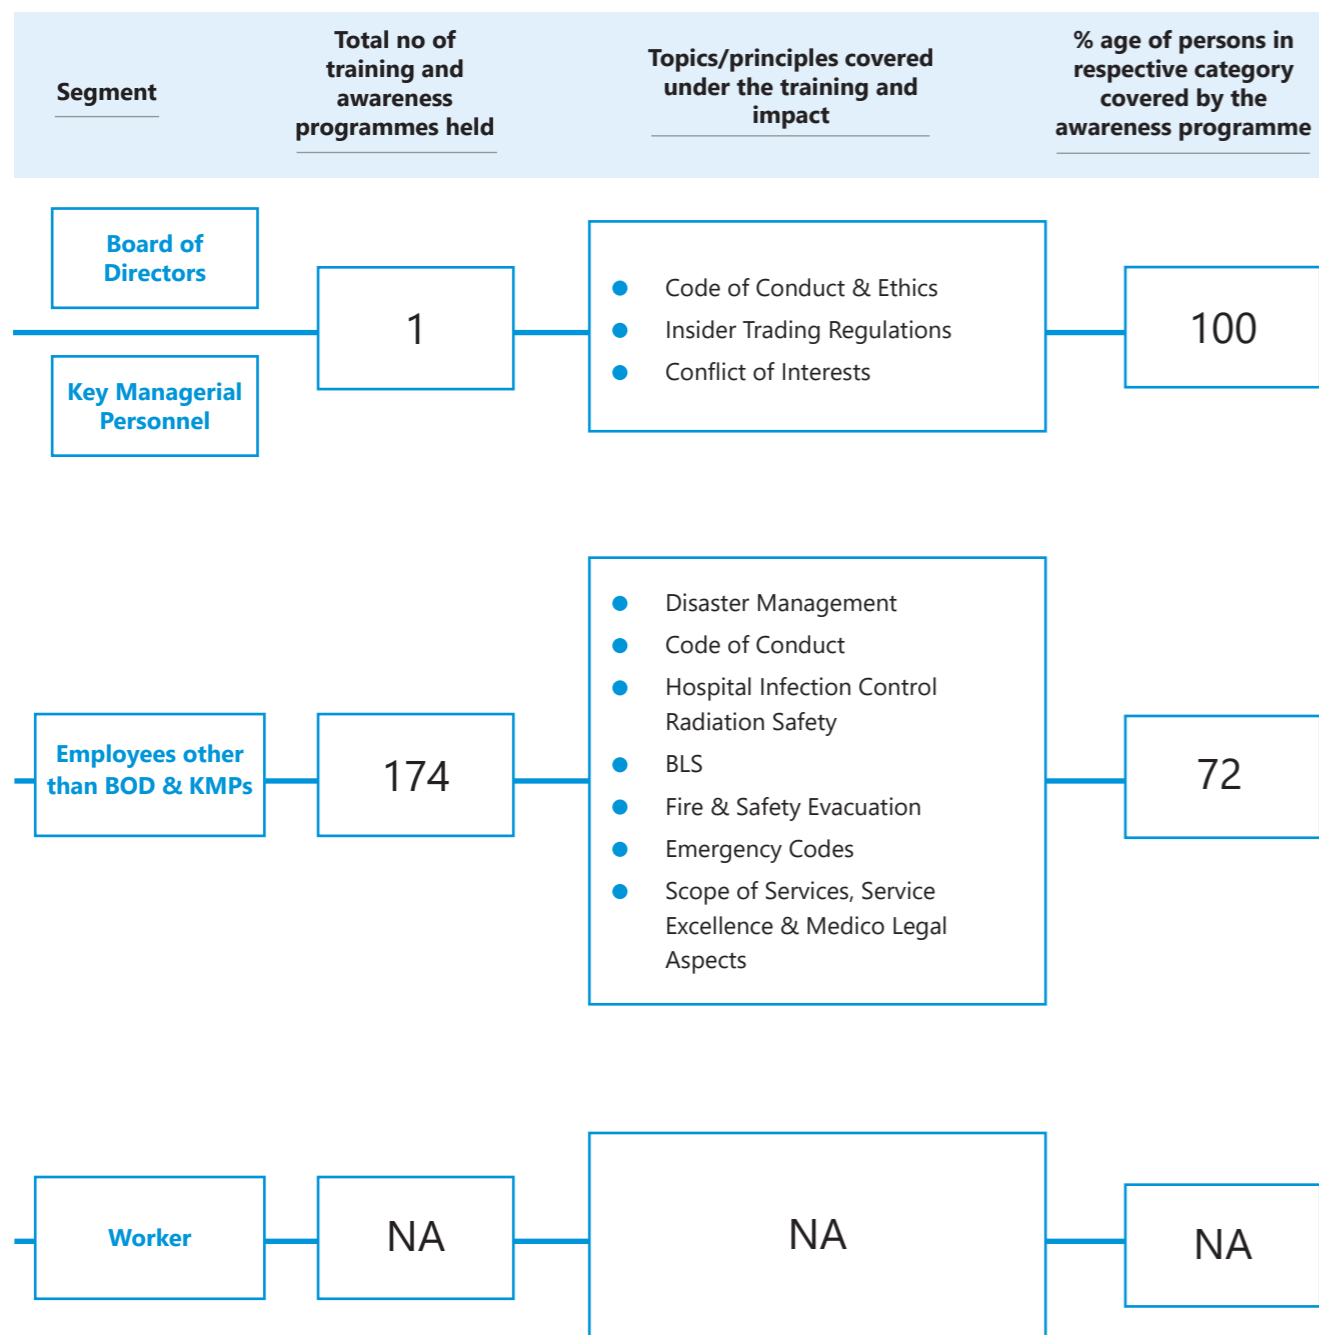 Segment
Total no of
training and
awareness
programmes held
Topics/principles covered
under the training and
impact
% age of persons in
respective category
covered by the
awareness programme
Board of
Directors
Key Managerial
Personnel
1
Code of Conduct & Ethics
Insider Trading Regulations
Conflict of Interests
100
Employees other
than BOD & KMPs
174
Disaster Management
Code of Conduct
Hospital Infection Control
Radiation Safety
BLS
Fire & Safety Evacuation
Emergency Codes
Scope of Services, Service
Excellence & Medico Legal
Aspects
72
Worker
NA
NA
NA